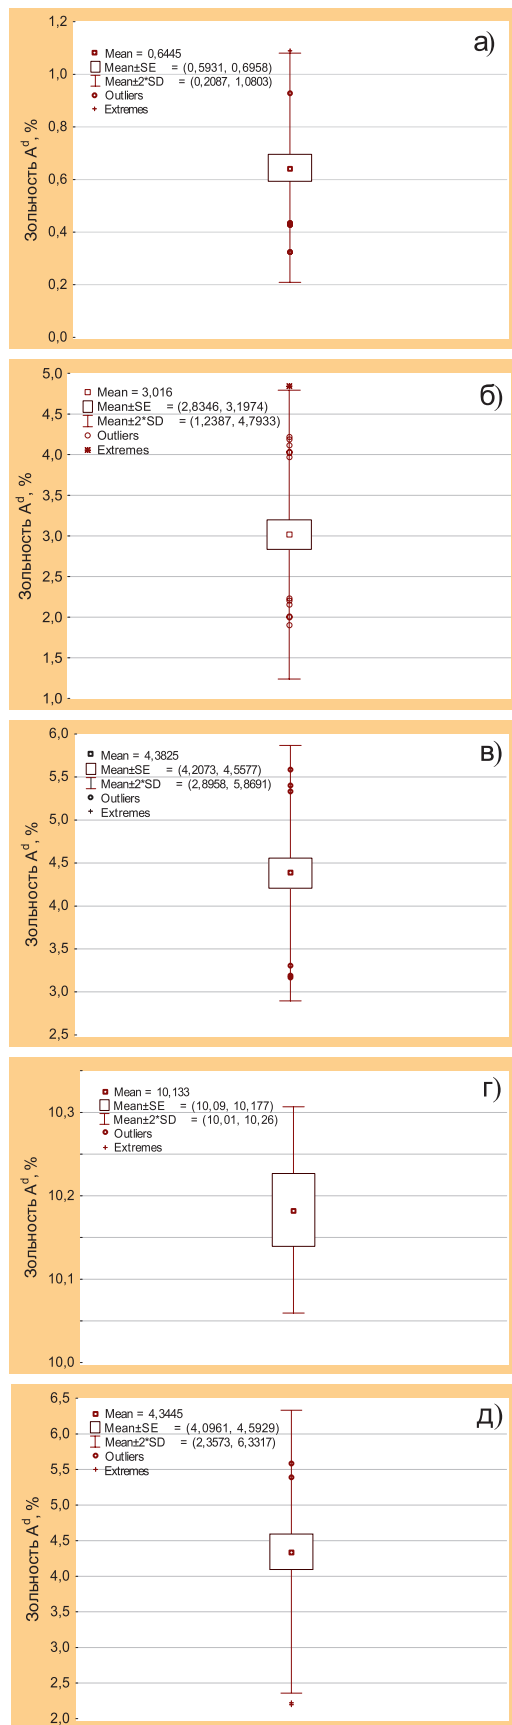 а)
Mean = 0,6445
Mean±SE = (0,5931, 0,6958)
Mean±2*SD = (0,2087, 1,0803)
Outliers
Extremes
Зольность Aᵈ, %
1,2
1,0
0,8
0,6
0,4
0,2
0,0
б)
Mean = 3,016
Mean±SE = (2,8346, 3,1974)
Mean±2*SD = (1,2387, 4,7933)
Outliers
Extremes
Зольность Aᵈ, %
5,0
4,5
4,0
3,5
3,0
2,5
2,0
1,5
1,0
в)
Mean = 4,3825
Mean±SE = (4,2073, 4,5577)
Mean±2*SD = (2,8958, 5,8691)
Outliers
Extremes
Зольность Aᵈ, %
6,0
5,5
5,0
4,5
4,0
3,5
3,0
2,5
г)
Mean = 10,133
Mean±SE = (10,09, 10,177)
Mean±2*SD = (10,01, 10,26)
Outliers
Extremes
Зольность Aᵈ, %
10,3
10,2
10,1
10,0
д)
Mean = 4,3445
Mean±SE = (4,0961, 4,5929)
Mean±2*SD = (2,3573, 6,3317)
Outliers
Extremes
Зольность Aᵈ, %
6,5
6,0
5,5
5,0
4,5
4,0
3,5
3,0
2,5
2,0